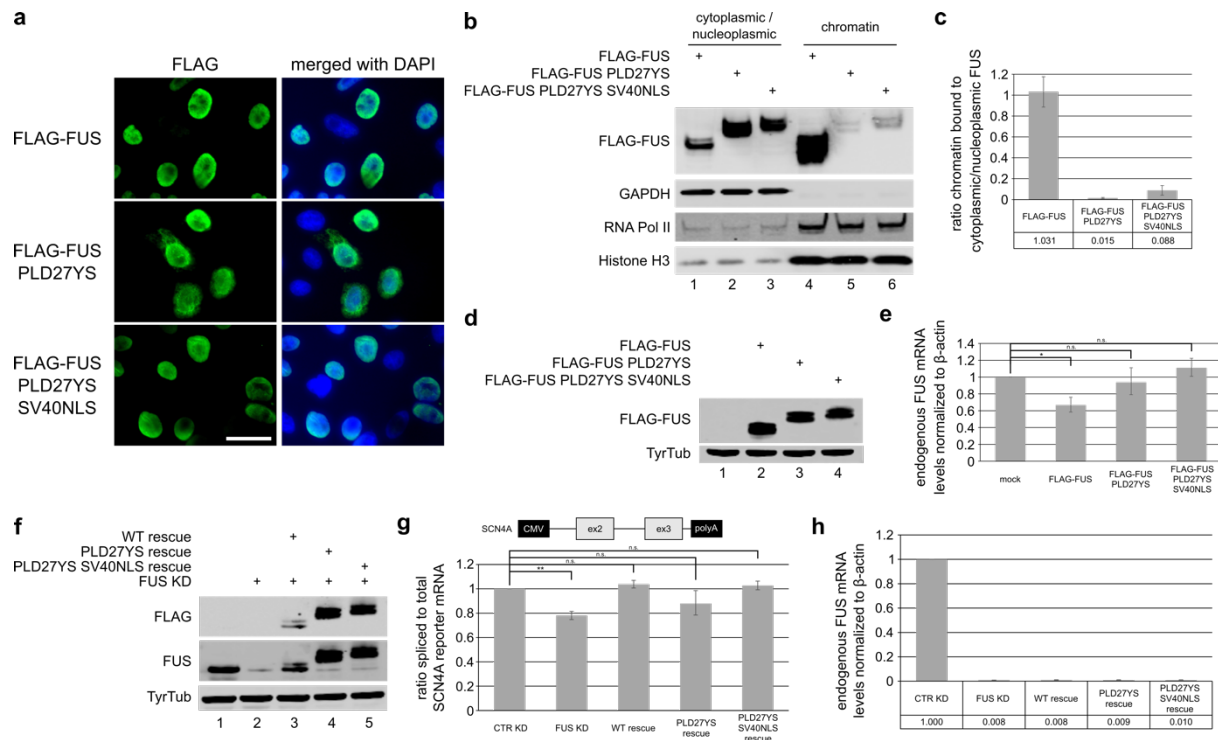 a
FLAG
merged with DAPI
FLAG-FUS
FLAG-FUS
PLD27YS
FLAG-FUS
PLD27YS
SV40NLS
b
cytoplasmic /
nucleoplasmic
chromatin
FLAG-FUS + +
FLAG-FUS PLD27YS + +
FLAG-FUS PLD27YS SV40NLS + +
FLAG-FUS
GAPDH
RNA Pol II
Histone H3
1 2 3 4 5 6
c
ratio chromatin bound to
cytoplasmic/nucleoplasmic FUS
1.2
1
0.8
0.6
0.4
0.2
0
FLAG-FUS
FLAG-FUS
PLD27YS
FLAG-FUS
PLD27YS
SV40NLS
1.031 0.015 0.088
d
FLAG-FUS +
FLAG-FUS PLD27YS +
FLAG-FUS PLD27YS SV40NLS +
FLAG-FUS
TyrTub
1 2 3 4
e
endogenous FUS mRNA
levels normalized to β-actin
1.4
1.2
1
0.8
0.6
0.4
0.2
0
n.s.
n.s.
*
mock
FLAG-FUS
FLAG-FUS
PLD27YS
FLAG-FUS
PLD27YS
SV40NLS
f
WT rescue +
PLD27YS rescue +
PLD27YS SV40NLS rescue +
FUS KD + + + +
FLAG
*
FUS
TyrTub
1 2 3 4 5
g
SCN4A CMV ex2 ex3 polyA
ratio spliced to total
SCN4A reporter mRNA
1.2
1
0.8
0.6
0.4
0.2
0
n.s.
n.s.
n.s.
**
CTR KD
FUS KD
WT rescue
PLD27YS
rescue
PLD27YS
SV40NLS
rescue
h
endogenous FUS mRNA
levels normalized to β-actin
1.2
1
0.8
0.6
0.4
0.2
0
CTR KD
FUS KD
WT rescue
PLD27YS
rescue
PLD27YS
SV40NLS
rescue
1.000 0.008 0.008 0.009 0.010